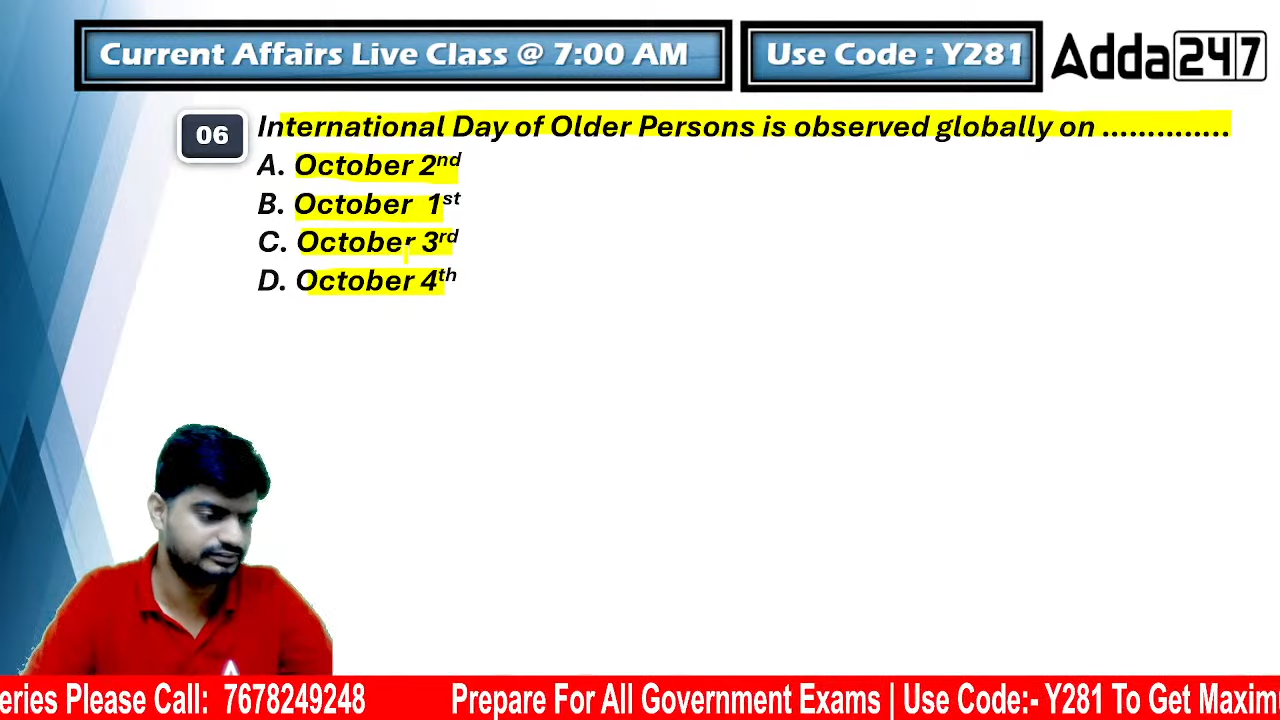 Current Affairs Live Class @ 7:00 AM
Use Code : Y281
Adda247
06
International Day of Older Persons is observed globally on ..............
A. October 2nd
B. October 1st
C. October 3rd
D. October 4th
eries Please Call: 7678249248 Prepare For All Government Exams | Use Code:- Y281 To Get Maxim